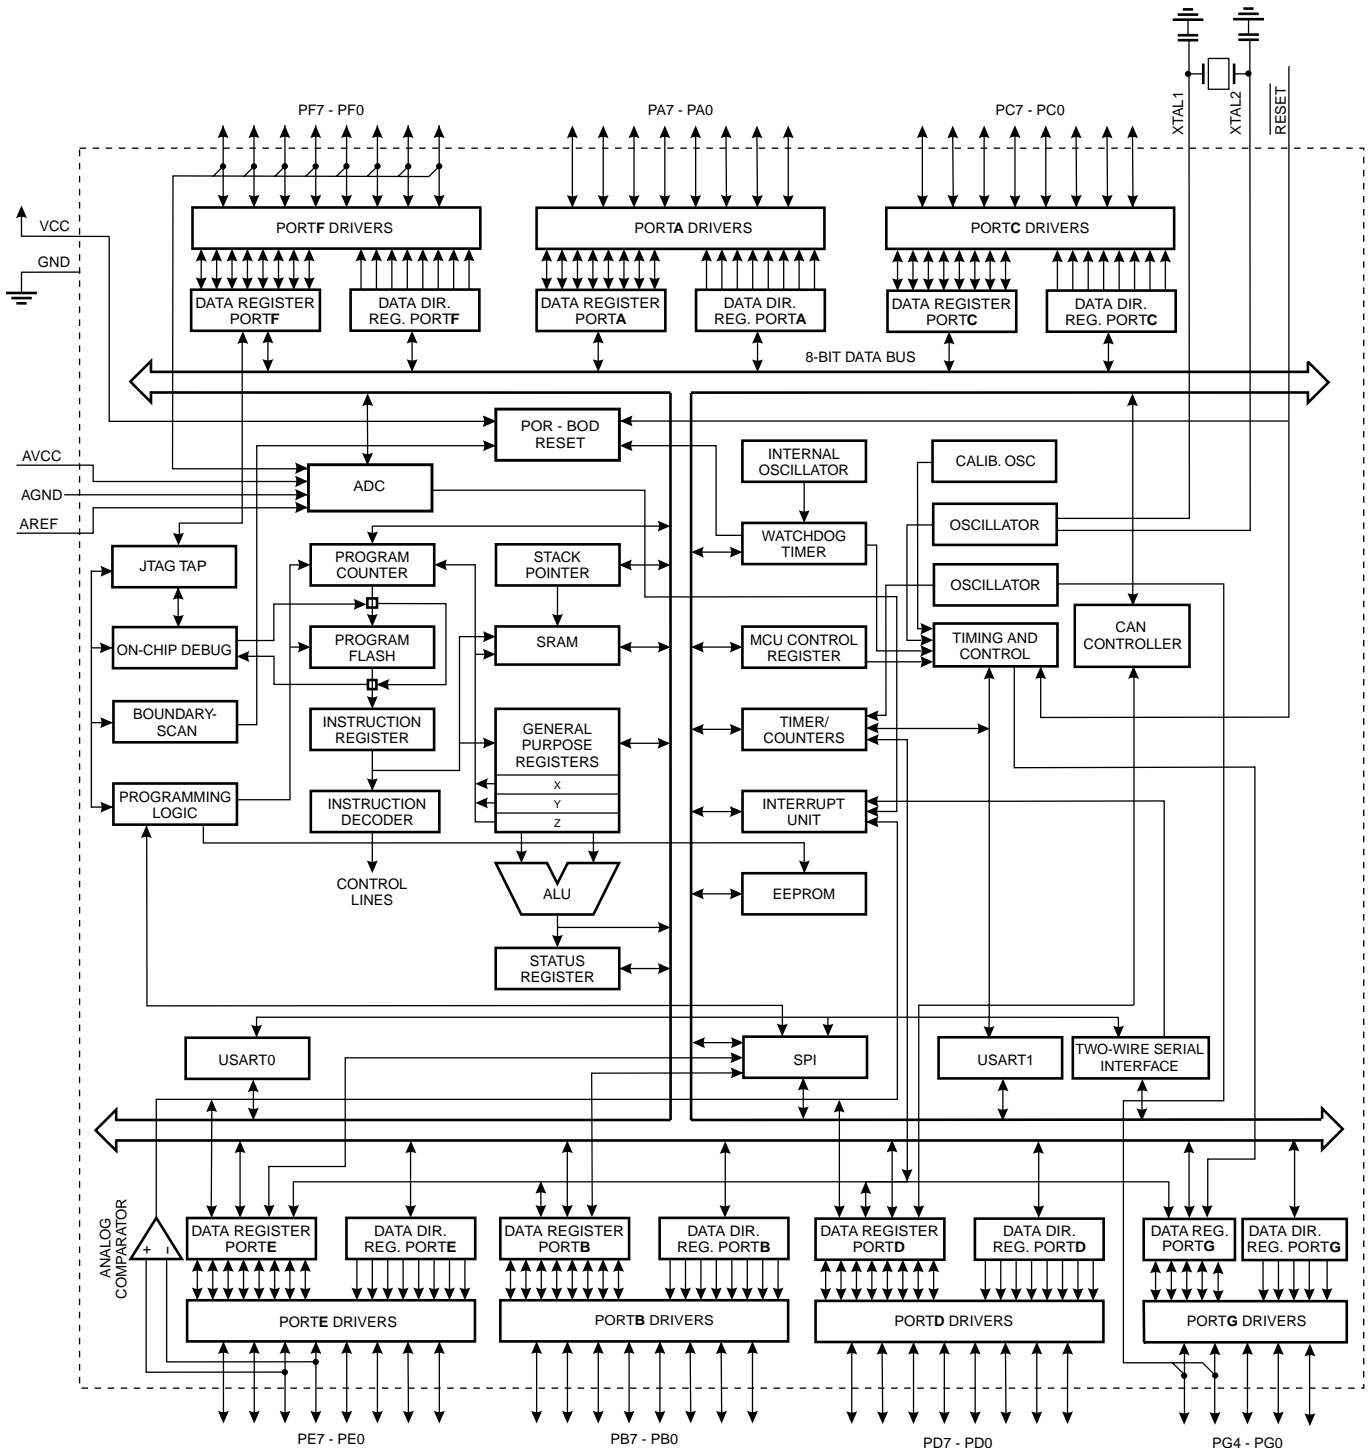 XTAL1
XTAL2
RESET
PF7 - PF0
PA7 - PA0
PC7 - PC0
VCC
GND
PORTF DRIVERS
PORTA DRIVERS
PORTC DRIVERS
DATA REGISTER
PORTF
DATA DIR.
REG. PORTF
DATA REGISTER
PORTA
DATA DIR.
REG. PORTA
DATA REGISTER
PORTC
DATA DIR.
REG. PORTC
8-BIT DATA BUS
POR - BOD
RESET
INTERNAL
OSCILLATOR
CALIB. OSC
AVCC
AGND
AREF
ADC
OSCILLATOR
WATCHDOG
TIMER
JTAG TAP
PROGRAM
COUNTER
STACK
POINTER
OSCILLATOR
ON-CHIP DEBUG
PROGRAM
FLASH
SRAM
MCU CONTROL
REGISTER
TIMING AND
CONTROL
CAN
CONTROLLER
BOUNDARY-
SCAN
INSTRUCTION
REGISTER
GENERAL
PURPOSE
REGISTERS
X
Y
Z
TIMER/
COUNTERS
PROGRAMMING
LOGIC
INSTRUCTION
DECODER
INTERRUPT
UNIT
CONTROL
LINES
ALU
EEPROM
STATUS
REGISTER
USART0
SPI
USART1
TWO-WIRE SERIAL
INTERFACE
ANALOG
COMPARATOR
+
-
DATA REGISTER
PORTE
DATA DIR.
REG. PORTE
DATA REGISTER
PORTB
DATA DIR.
REG. PORTB
DATA REGISTER
PORTD
DATA DIR.
REG. PORTD
DATA REG.
PORTG
DATA DIR.
REG. PORTG
PORTE DRIVERS
PORTB DRIVERS
PORTD DRIVERS
PORTG DRIVERS
PE7 - PE0
PB7 - PB0
PD7 - PD0
PG4 - PG0